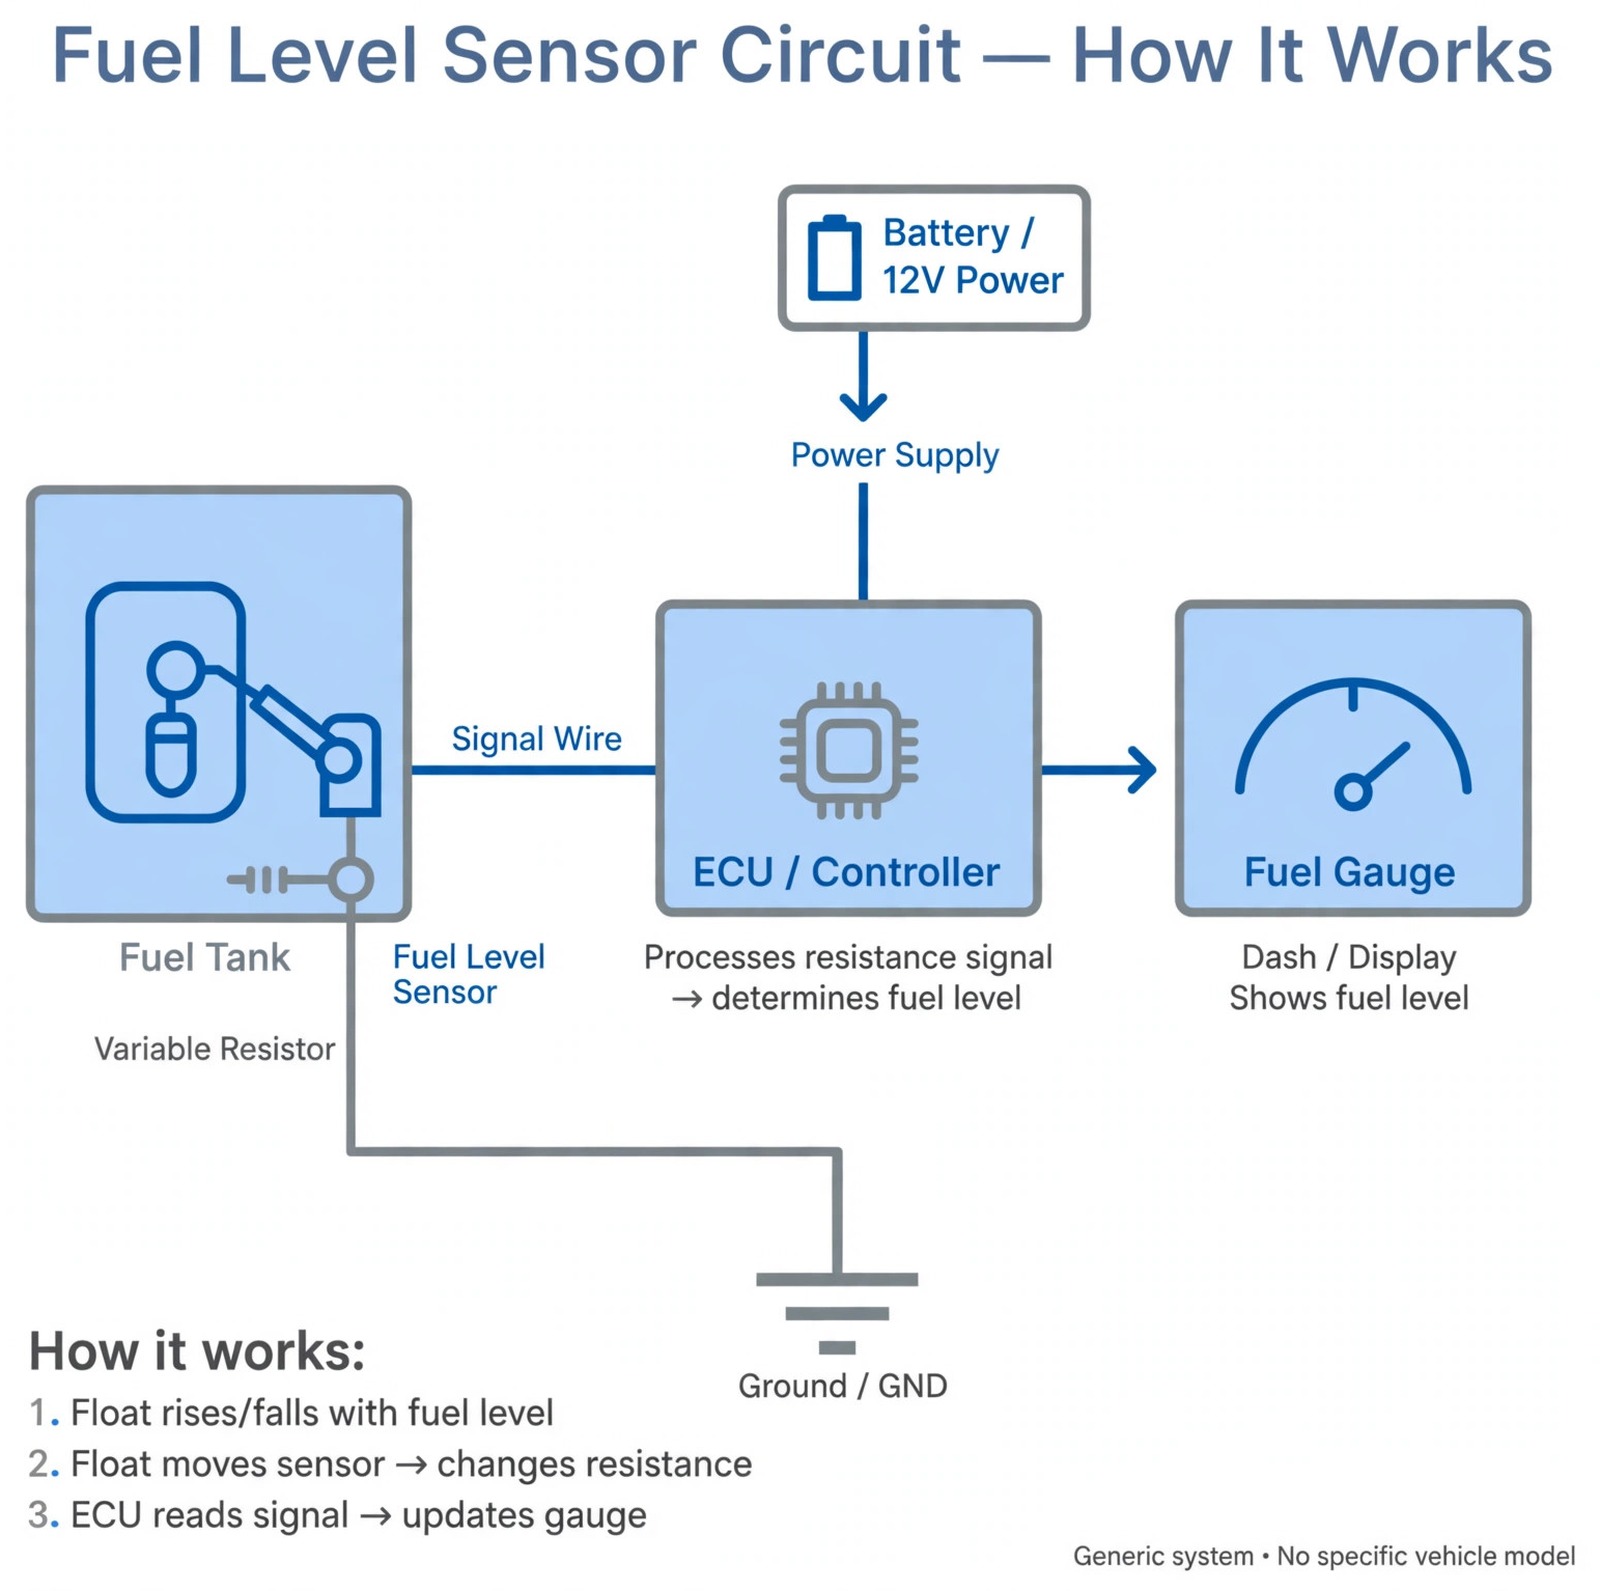 Fuel Level Sensor Circuit — How It Works
Battery /
12V Power
Power Supply
Signal Wire
ECU / Controller
Fuel Gauge
Fuel Tank
Fuel Level
Sensor
Processes resistance signal
→ determines fuel level
Dash / Display
Shows fuel level
Variable Resistor
Ground / GND
How it works:
1. Float rises/falls with fuel level
2. Float moves sensor → changes resistance
3. ECU reads signal → updates gauge
Generic system • No specific vehicle model